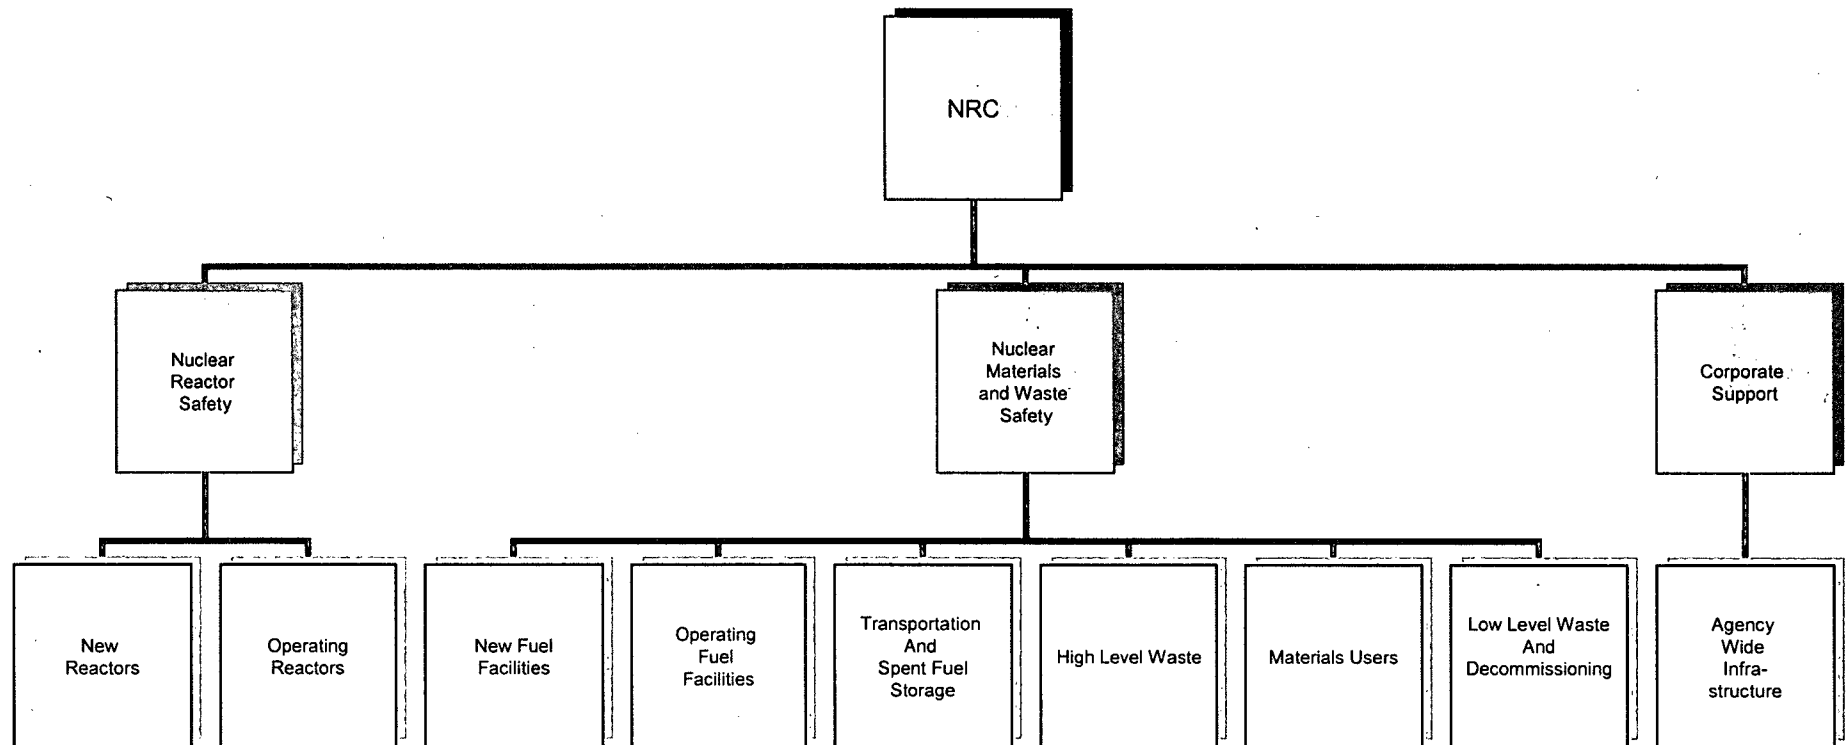 NRC
Nuclear
Reactor
Safety
Nuclear
Materials
and Waste
Safety
Corporate
Support
New
Reactors
Operating
Reactors
New Fuel
Facilities
Operating
Fuel
Facilities
Transportation
And
Spent Fuel
Storage
High Level Waste
Materials Users
Low Level Waste
And
Decommissioning
Agency
Wide
Infra-
structure